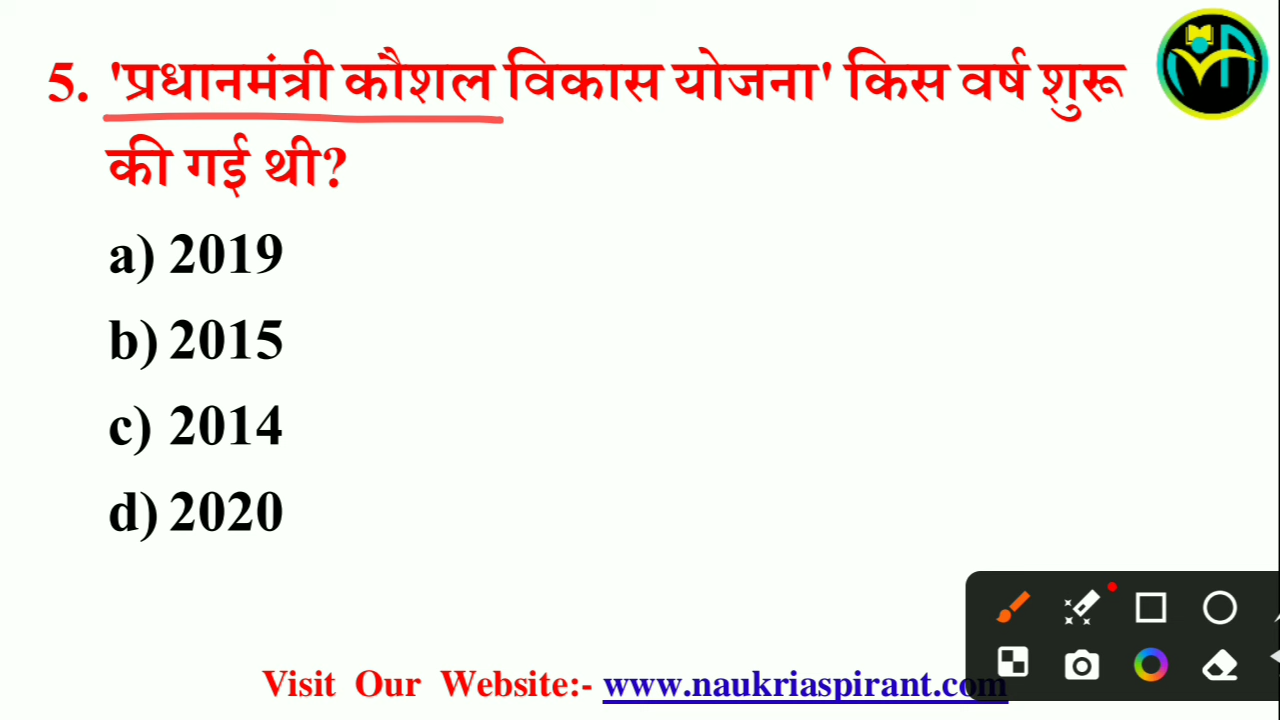 5. 'प्रधानमंत्री कौशल विकास योजना' किस वर्ष शुरू
की गई थी?
a) 2019
b) 2015
c) 2014
d) 2020
Visit Our Website:- www.naukriaspirant.com